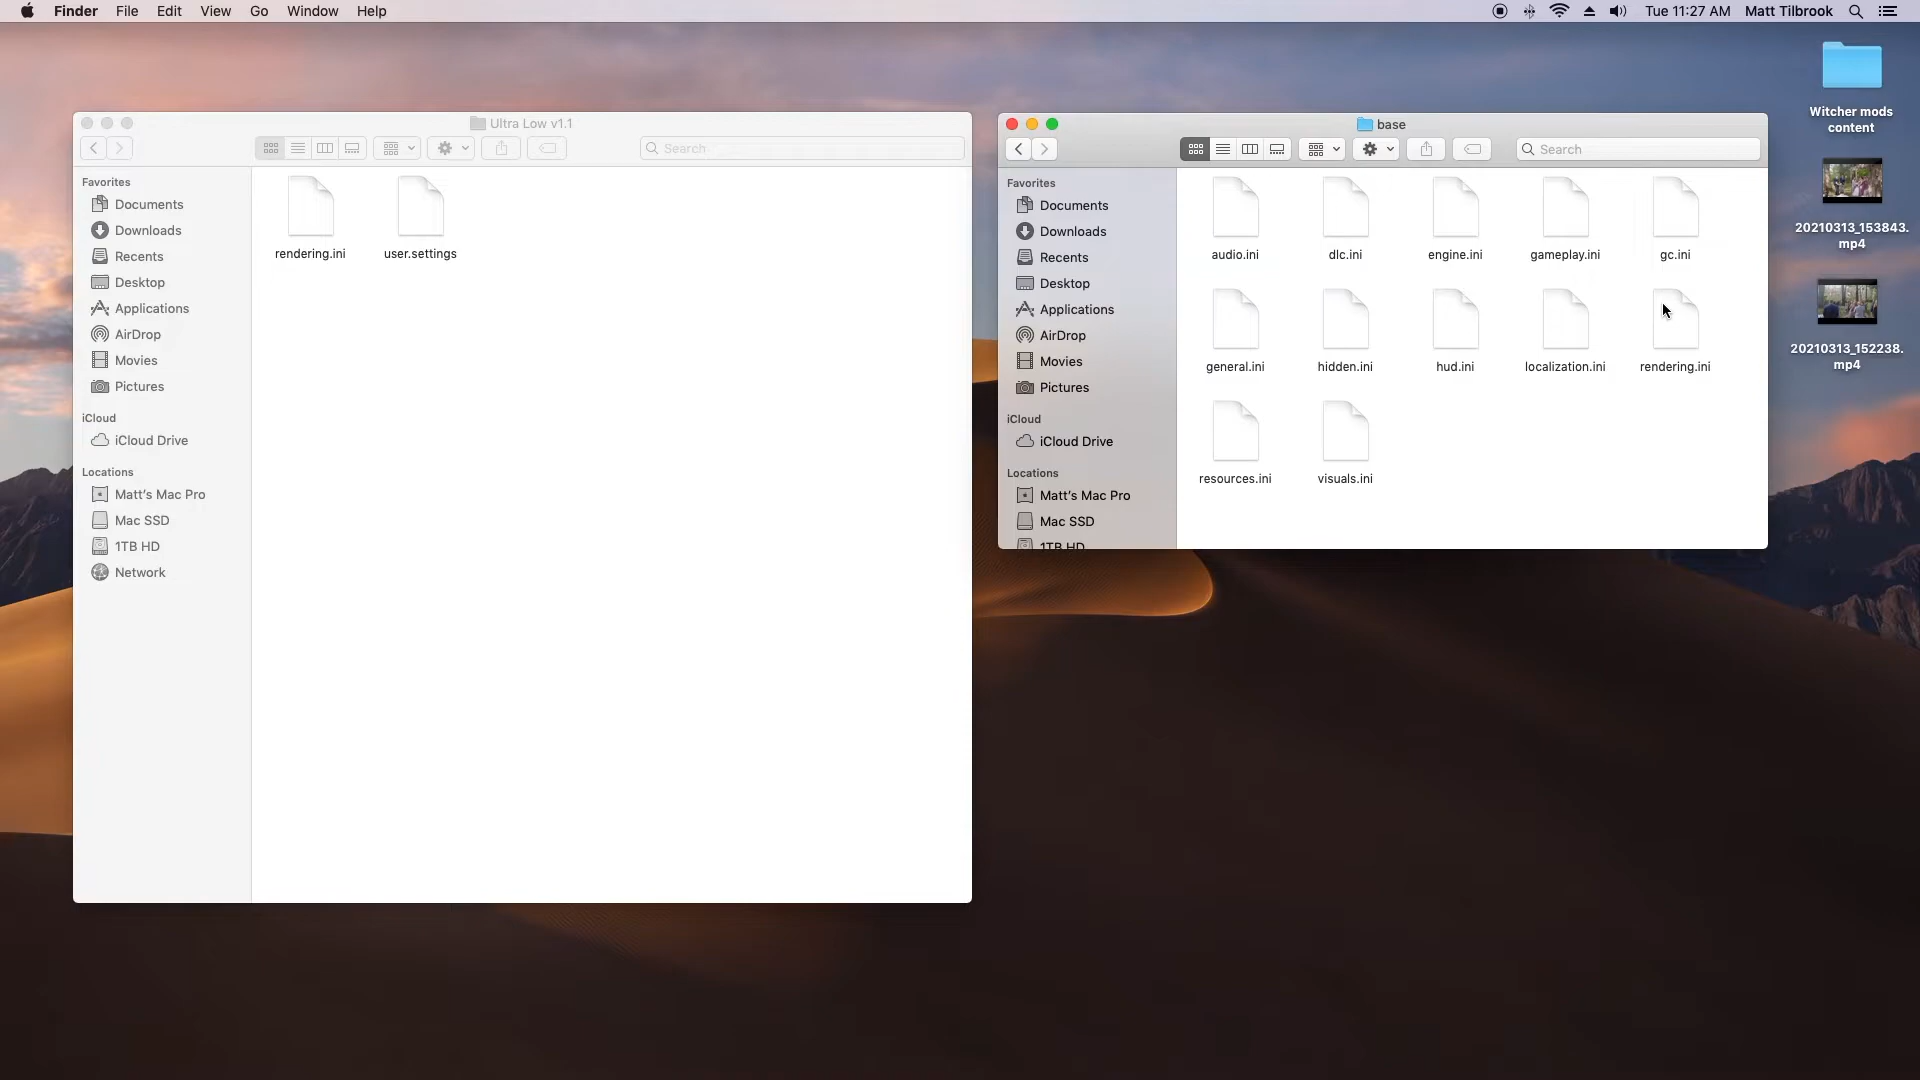 Finder File Edit View Go Window Help
Tue 11:27 AM Matt Tilbrook
Ultra Low v1.1
Search
Favorites
Documents
Downloads
Recents
Desktop
Applications
AirDrop
Movies
Pictures
iCloud
iCloud Drive
Locations
Matt's Mac Pro
Mac SSD
1TB HD
Network
rendering.ini user.settings
base
Search
Favorites
Documents
Downloads
Recents
Desktop
Applications
AirDrop
Movies
Pictures
iCloud
iCloud Drive
Locations
Matt's Mac Pro
Mac SSD
1TB HD
audio.ini dlc.ini engine.ini gameplay.ini gc.ini
general.ini hidden.ini hud.ini localization.ini rendering.ini
resources.ini visuals.ini
Witcher mods
content
20210313_153843.
mp4
20210313_152238.
mp4